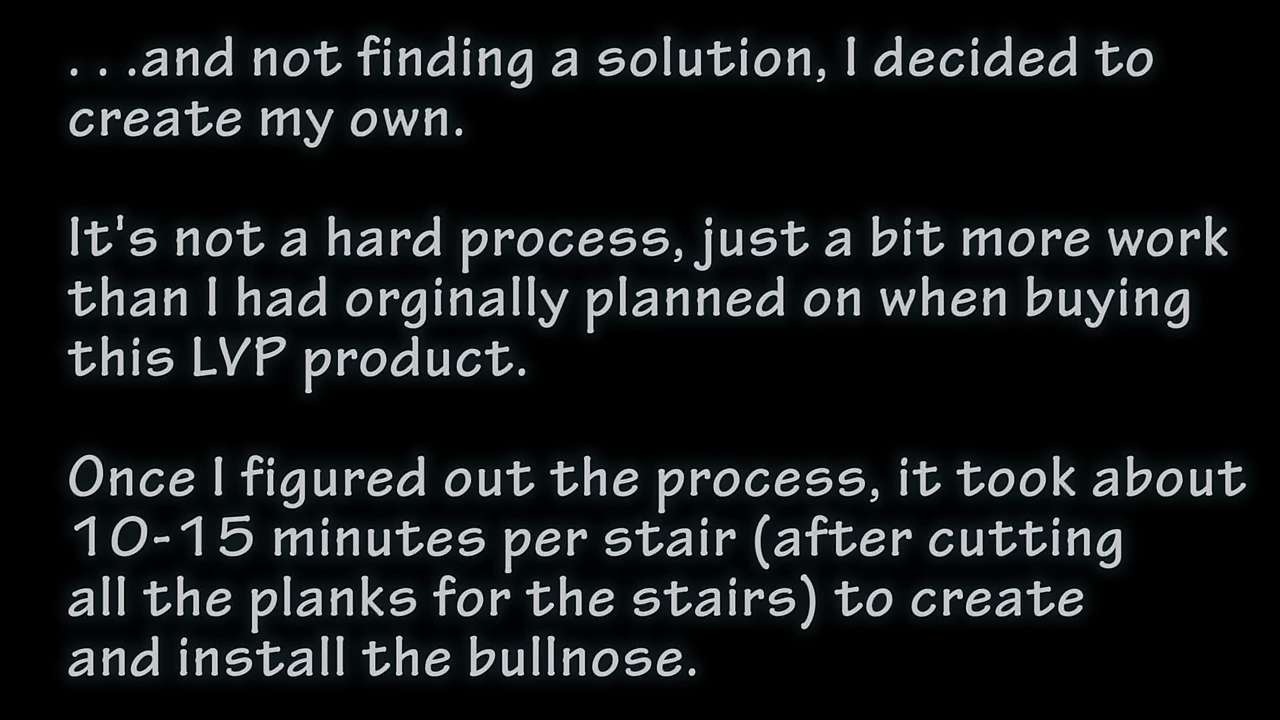 . . .and not finding a solution, I decided to
create my own.
It's not a hard process, just a bit more work
than I had orginally planned on when buying
this LVP product.
Once I figured out the process, it took about
10-15 minutes per stair (after cutting
all the planks for the stairs) to create
and install the bullnose.